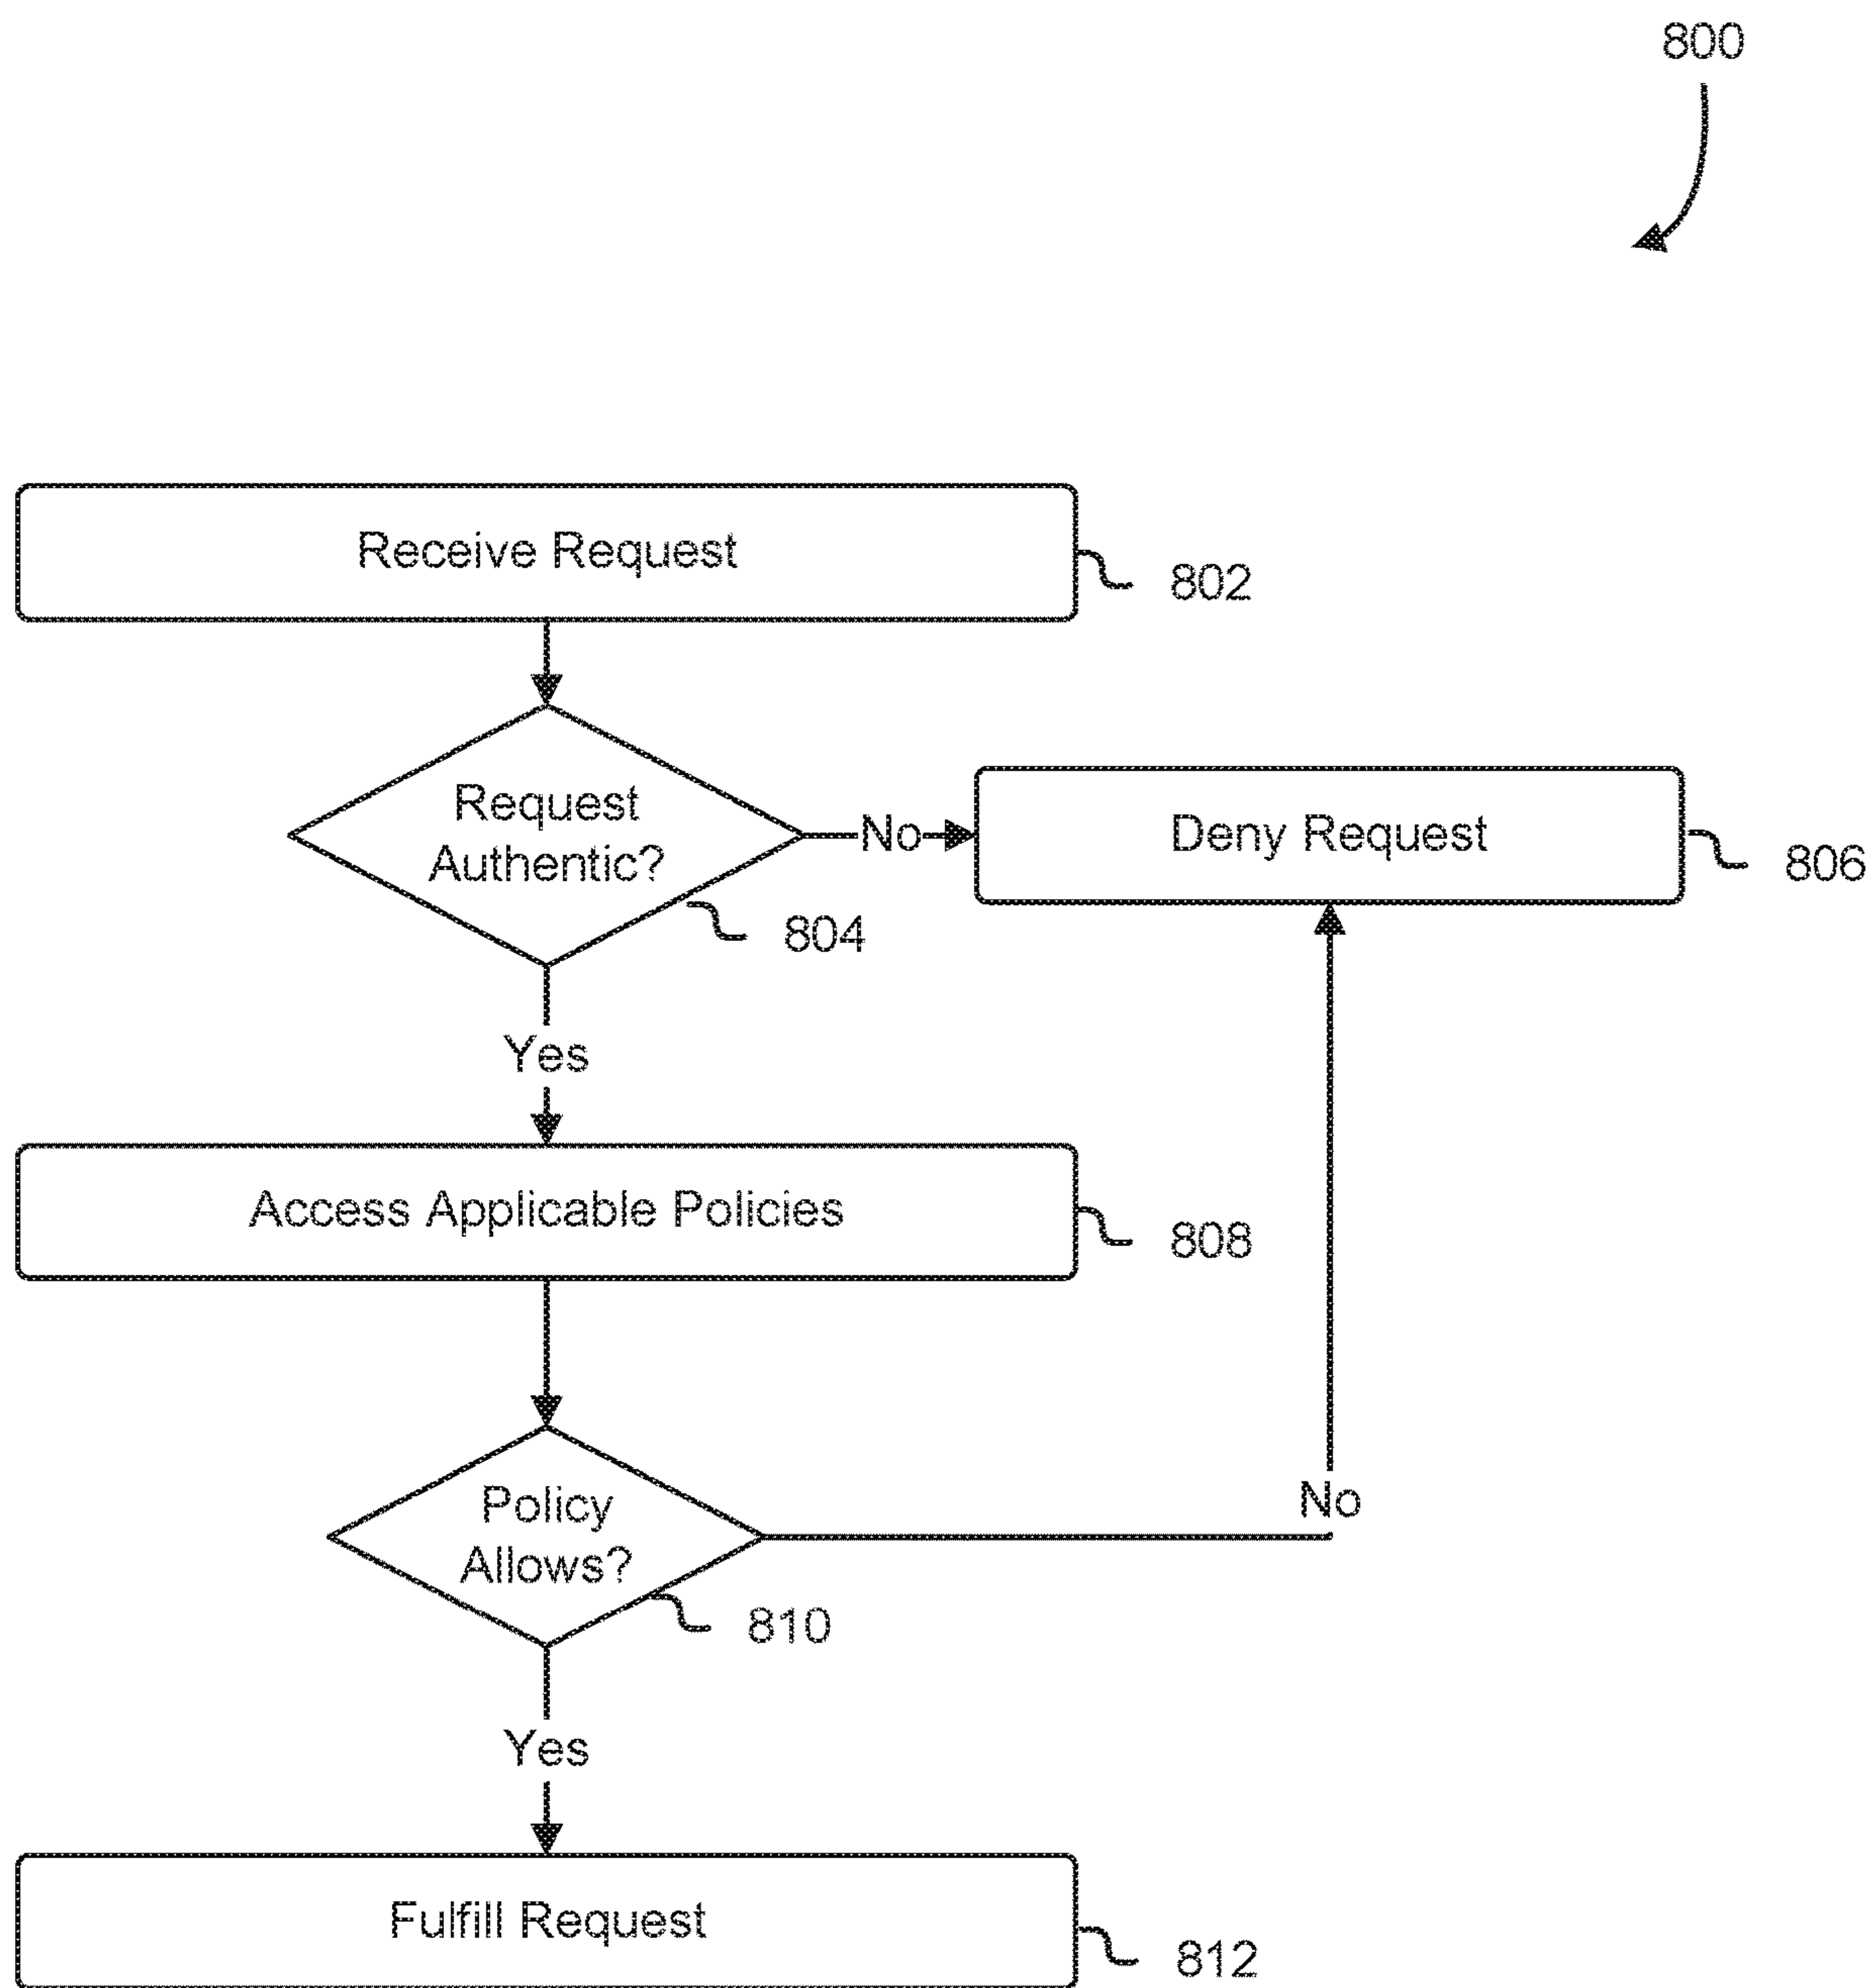 800
Receive Request
802
Request
Authentic?
804
No
Deny Request
806
Yes
Access Applicable Policies
808
Policy
Allows?
810
No
Yes
Fulfill Request
812